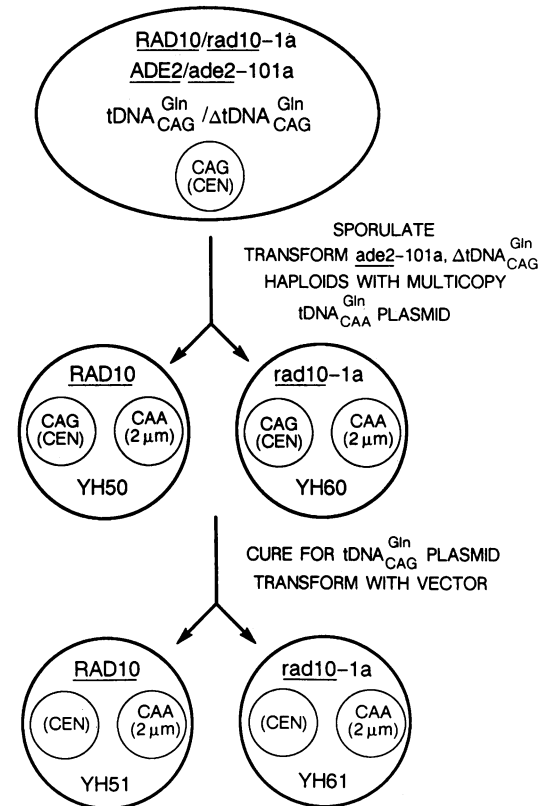 RAD10/rad10-1a
ADE2/ade2-101a
tDNA Gln CAG /ΔtDNA Gln CAG
CAG
(CEN)
SPORULATE
TRANSFORM ade2-101a, ΔtDNA Gln CAG
HAPLOIDS WITH MULTICOPY
tDNA Gln CAA PLASMID
RAD10
CAG
(CEN)
CAA
(2 μm)
YH50
rad10-1a
CAG
(CEN)
CAA
(2 μm)
YH60
CURE FOR tDNA Gln CAG PLASMID
TRANSFORM WITH VECTOR
RAD10
(CEN)
CAA
(2 μm)
YH51
rad10-1a
(CEN)
CAA
(2 μm)
YH61